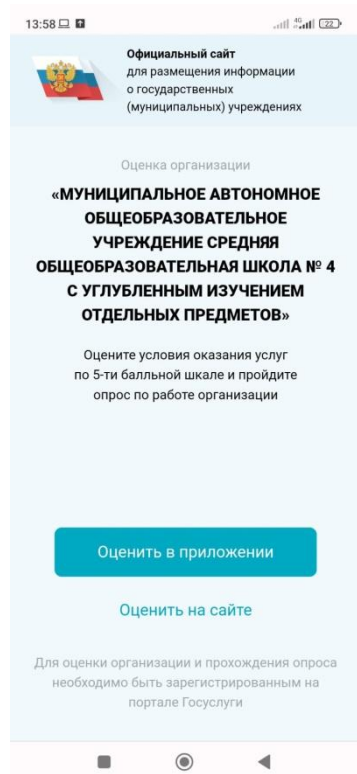 13:58
4G
22
Официальный сайт
для размещения информации
о государственных
(муниципальных) учреждениях
Оценка организации
«МУНИЦИПАЛЬНОЕ АВТОНОМНОЕ
ОБЩЕОБРАЗОВАТЕЛЬНОЕ
УЧРЕЖДЕНИЕ СРЕДНЯЯ
ОБЩЕОБРАЗОВАТЕЛЬНАЯ ШКОЛА № 4
С УГЛУБЛЕННЫМ ИЗУЧЕНИЕМ
ОТДЕЛЬНЫХ ПРЕДМЕТОВ»
Оцените условия оказания услуг
по 5-ти балльной шкале и пройдите
опрос по работе организации
Оценить в приложении
Оценить на сайте
Для оценки организации и прохождения опроса
необходимо быть зарегистрированным на
портале Госуслуги